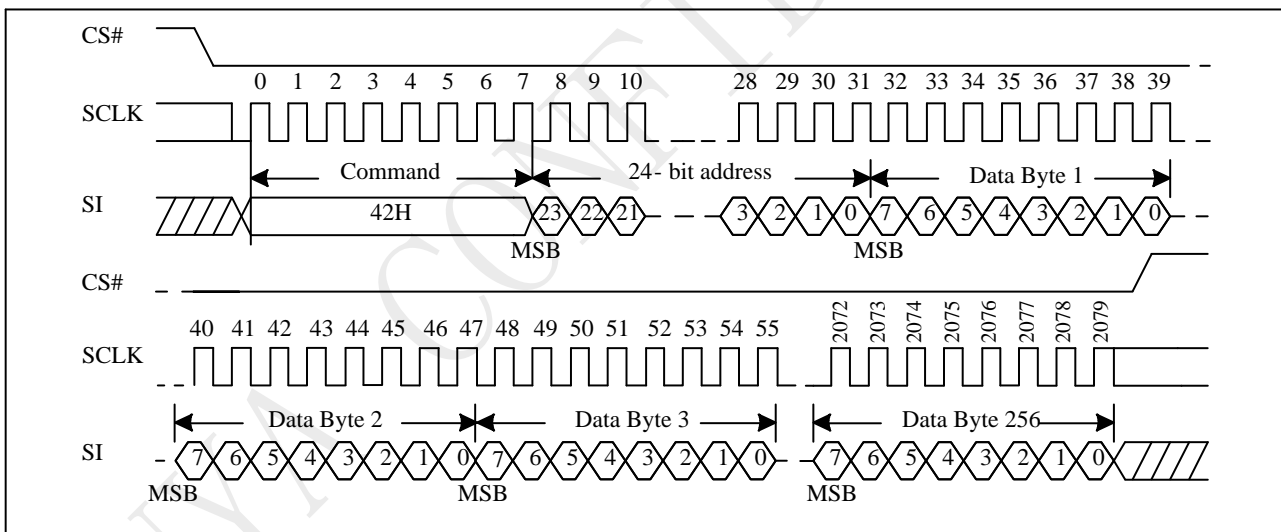 CS#
0 1 2 3 4 5 6 7 8 9 10 28 29 30 31 32 33 34 35 36 37 38 39
SCLK
Command 24- bit address Data Byte 1
SI 42H 23 22 21 3 2 1 0 7 6 5 4 3 2 1 0
MSB MSB
CS#
40 41 42 43 44 45 46 47 48 49 50 51 52 53 54 55 2072 2073 2074 2075 2076 2077 2078 2079
SCLK
Data Byte 2 Data Byte 3 Data Byte 256
SI 7 6 5 4 3 2 1 0 7 6 5 4 3 2 1 0 7 6 5 4 3 2 1 0
MSB MSB MSB